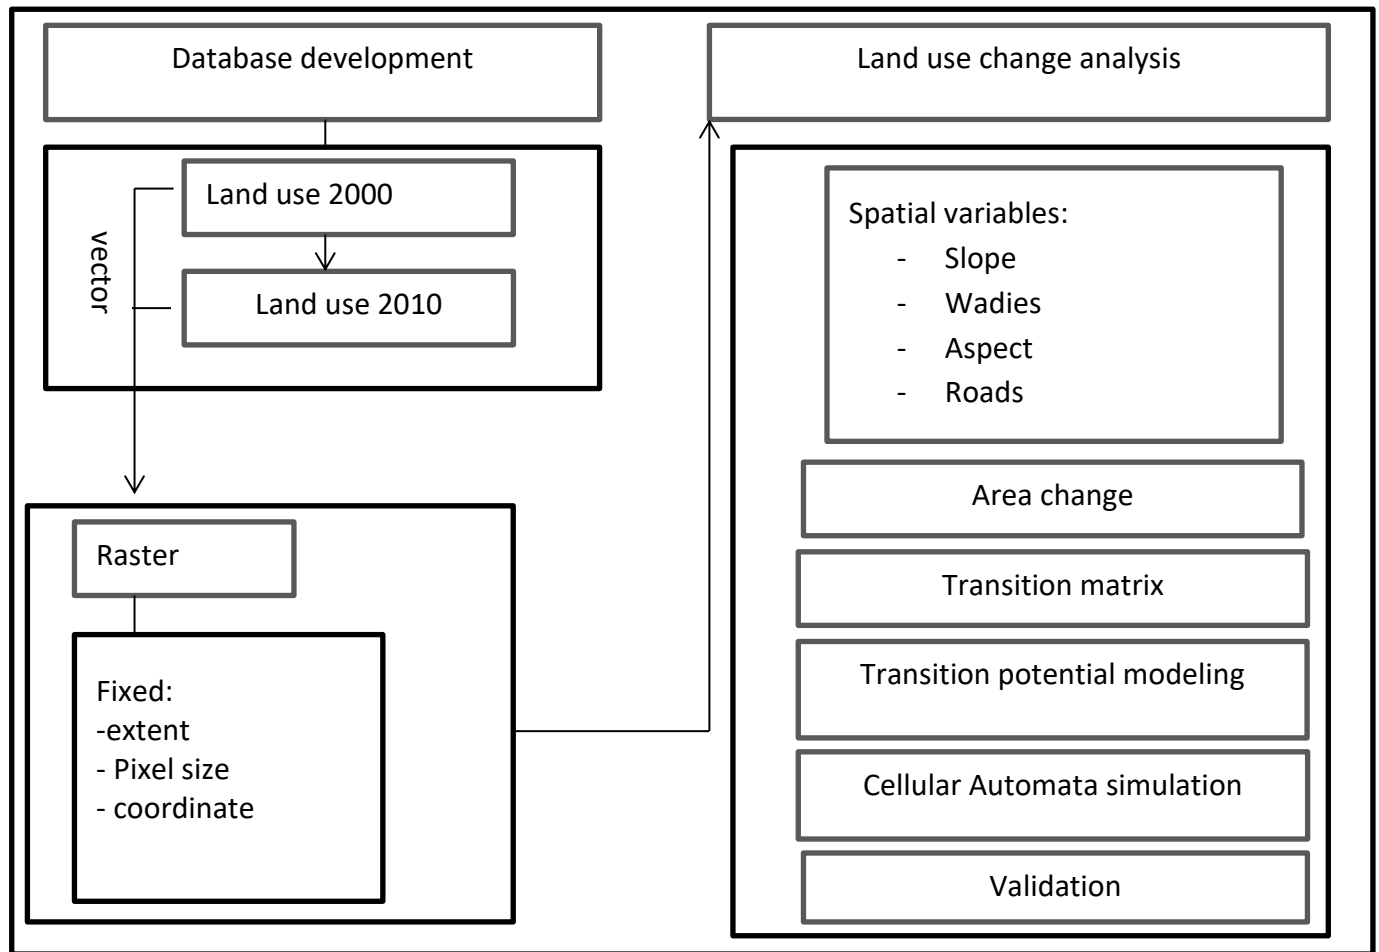 Database development
Land use 2000
vector
Land use 2010
Raster
Fixed:
-extent
- Pixel size
- coordinate
Land use change analysis
Spatial variables:
- Slope
- Wadies
- Aspect
- Roads
Area change
Transition matrix
Transition potential modeling
Cellular Automata simulation
Validation